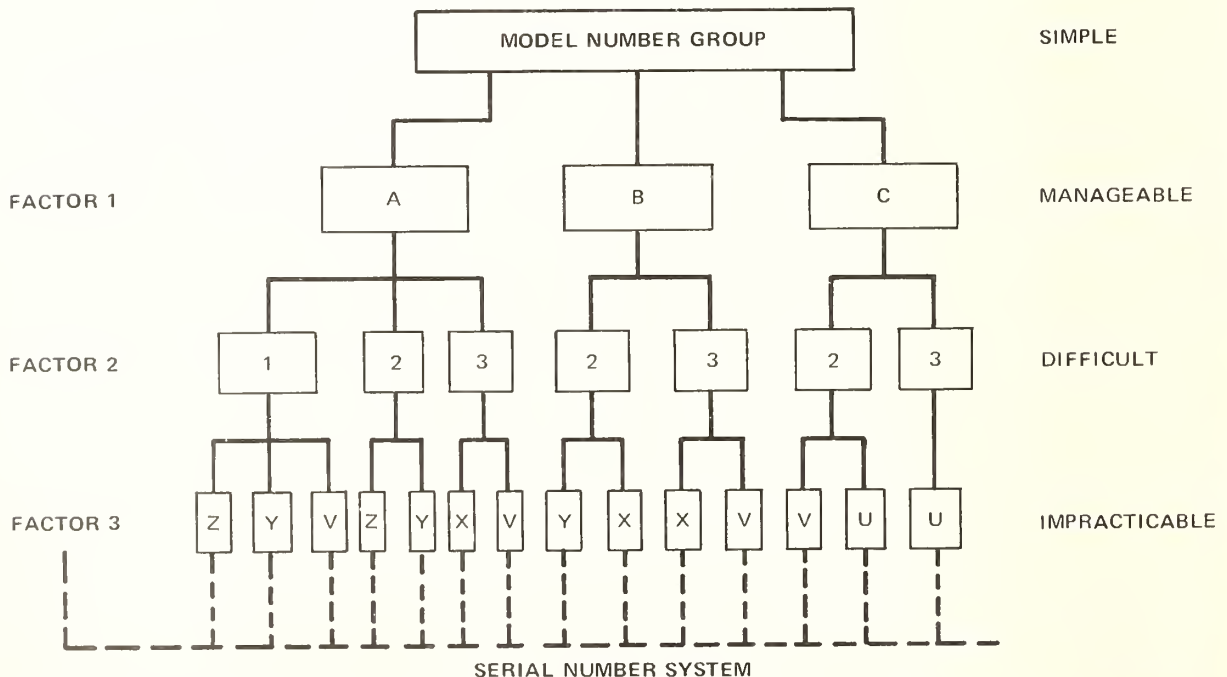 MODEL NUMBER GROUP SIMPLE
FACTOR 1 A B C MANAGEABLE
FACTOR 2 1 2 3 2 3 2 3 DIFFICULT
FACTOR 3 Z Y V Z Y X V Y X X V V U U IMPRACTICABLE
SERIAL NUMBER SYSTEM